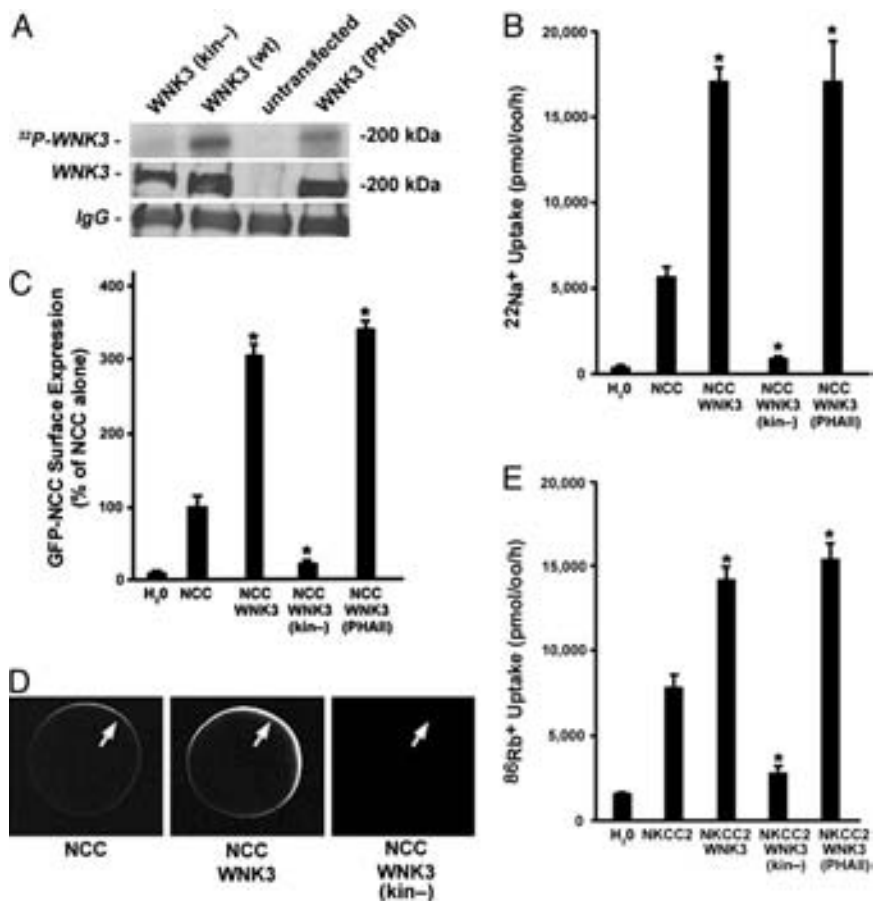 A
WNK3 (kin–)
WNK3 (wt)
untransfected
WNK3 (PHAII)
³²P-WNK3 -
-200 kDa
WNK3 -
-200 kDa
IgG -
B
22Na⁺ Uptake (pmol/oo/h)
20,000
15,000
10,000
5,000
0
*
*
*
H₂0
NCC
NCC
WNK3
NCC
WNK3
(kin–)
NCC
WNK3
(PHAII)
C
GFP-NCC Surface Expression
(% of NCC alone)
400
300
400
100
0
*
*
*
H₂0
NCC
NCC
WNK3
NCC
WNK3
(kin–)
NCC
WNK3
(PHAII)
D
NCC
NCC
WNK3
NCC
WNK3
(kin–)
E
86Rb⁺ Uptake (pmol/oo/h)
20,000
15,000
10,000
5,000
0
*
*
*
H₂0
NKCC2
NKCC2
WNK3
NKCC2
WNK3
(kin–)
NKCC2
WNK3
(PHAII)